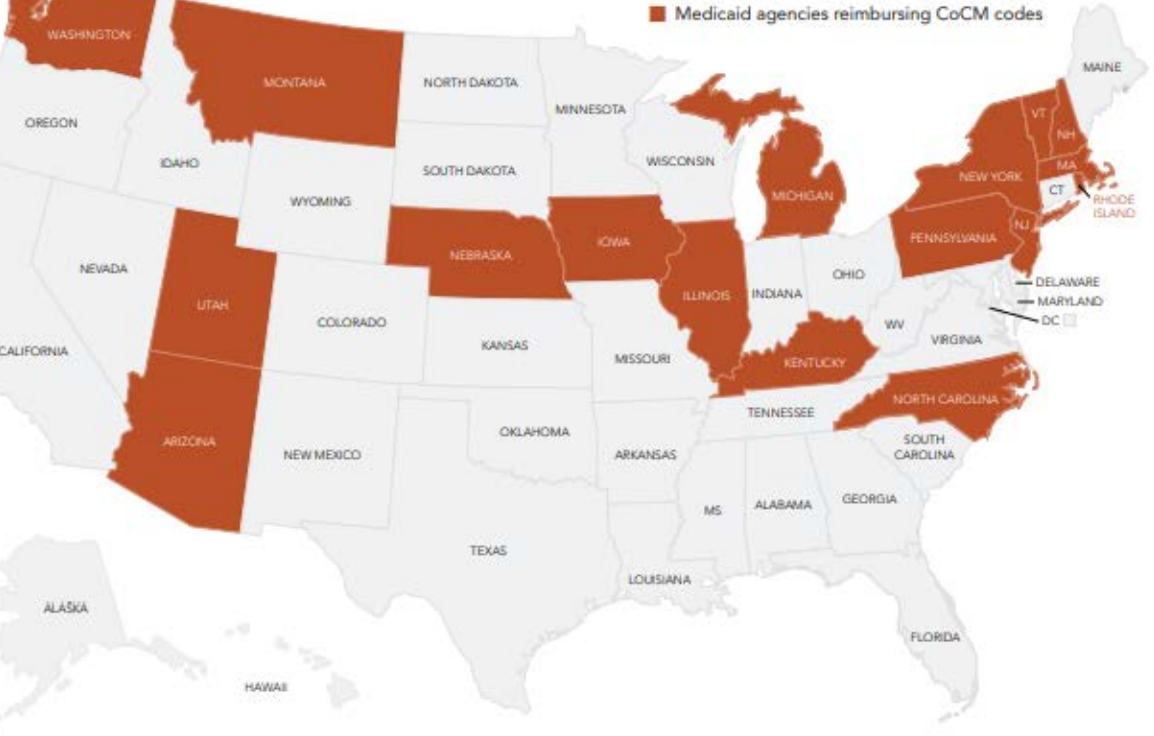 Medicaid agencies reimbursing CoCM codes
WASHINGTON
MONTANA
NORTH DAKOTA
MINNESOTA
MAINE
OREGON
IDAHO
WYOMING
SOUTH DAKOTA
WISCONSIN
MICHIGAN
NEW YORK
VT
NH
MA
CT
RHODE
ISLAND
NEVADA
UTAH
COLORADO
NEBRASKA
IOWA
ILLINOIS
INDIANA
OHIO
PENNSYLVANIA
NJ
DELAWARE
MARYLAND
DC
CALIFORNIA
KANSAS
MISSOURI
KENTUCKY
WV
VIRGINIA
ARIZONA
NEW MEXICO
OKLAHOMA
ARKANSAS
TENNESSEE
NORTH CAROLINA
SOUTH
CAROLINA
TEXAS
LOUISIANA
MS
ALABAMA
GEORGIA
FLORIDA
ALASKA
HAWAII